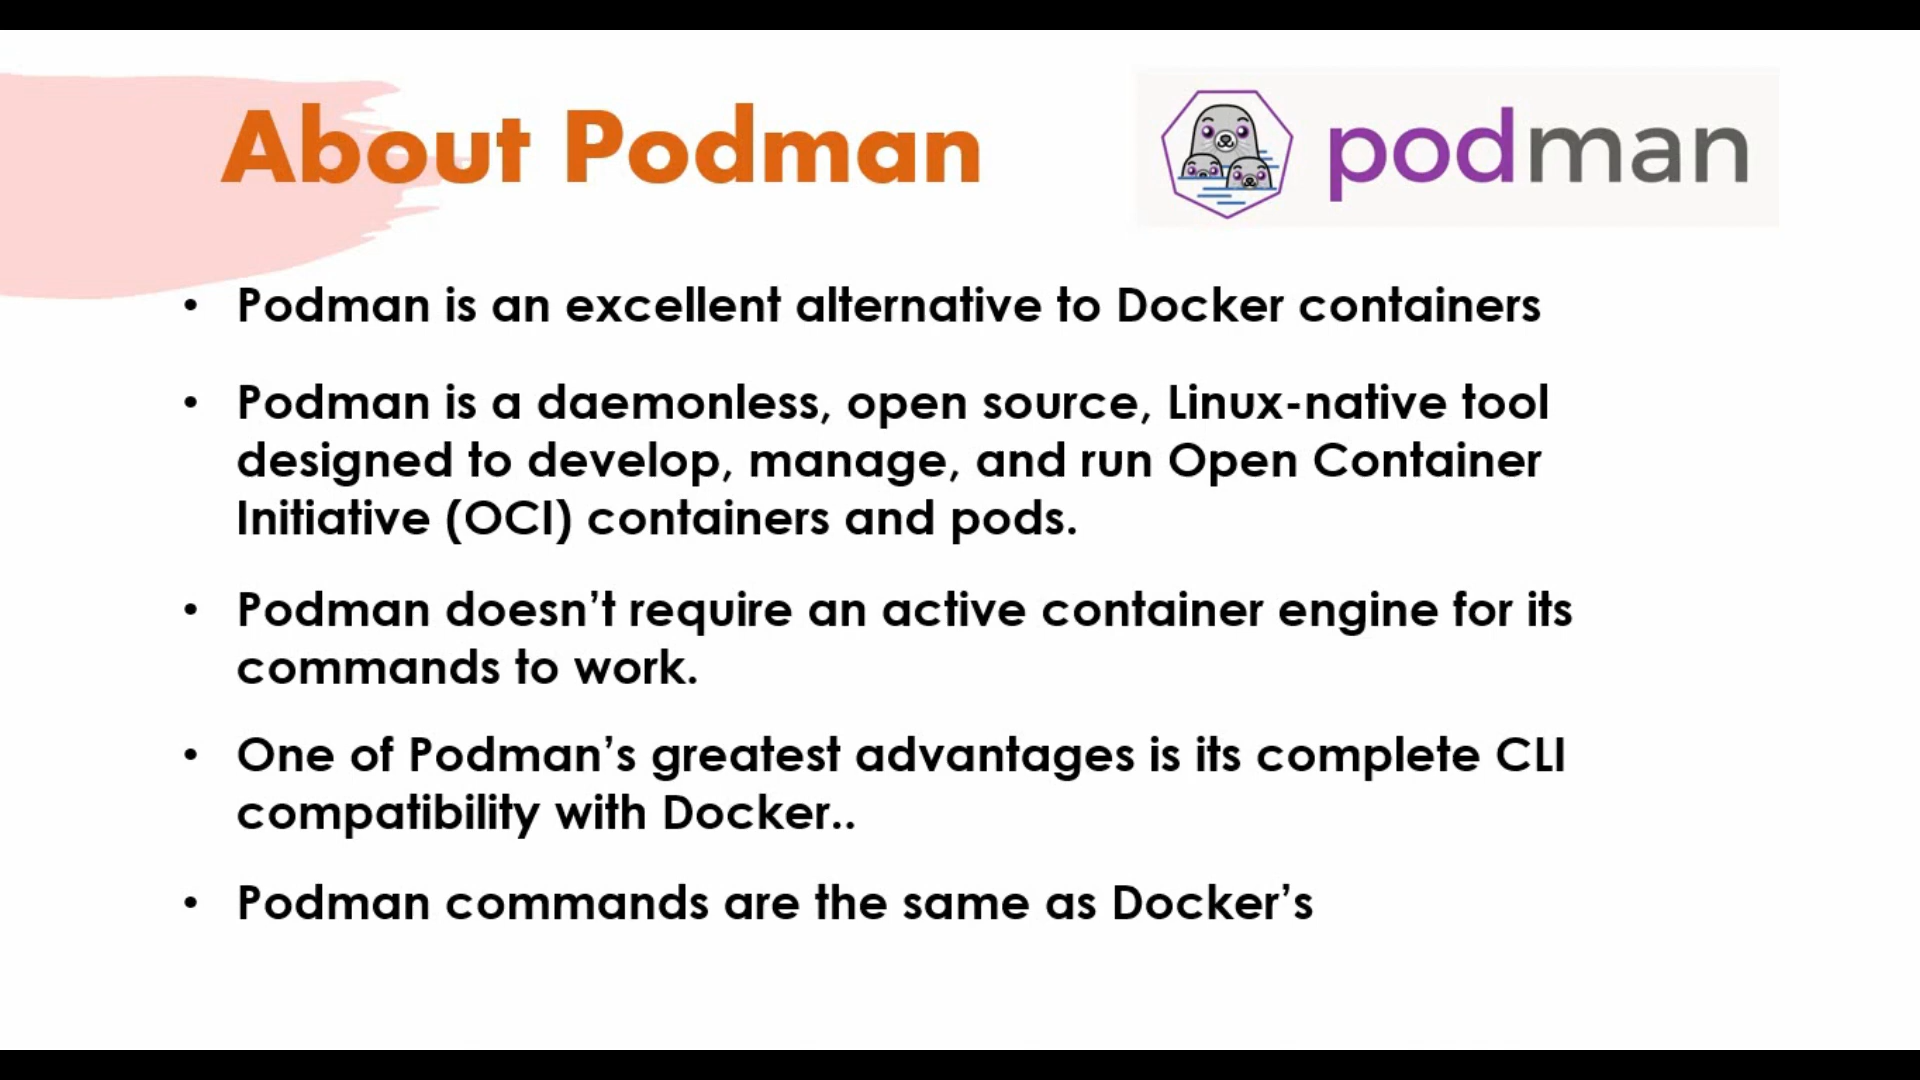 About Podman
podman
• Podman is an excellent alternative to Docker containers
• Podman is a daemonless, open source, Linux-native tool
designed to develop, manage, and run Open Container
Initiative (OCI) containers and pods.
• Podman doesn’t require an active container engine for its
commands to work.
• One of Podman’s greatest advantages is its complete CLI
compatibility with Docker..
• Podman commands are the same as Docker’s